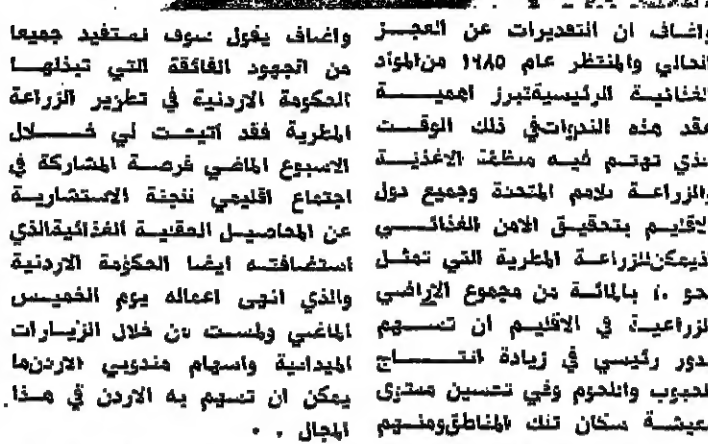 واضاف ان التقديرات عن العجز
الحالي والمنتظر عام ١٩٨٥ من المواد
الغذائية الرئيسية تبرز اهمية
عقد هذه الندوات في ذلك الوقت
الذي تهتم فيه منظمة الاغذية
والزراعة للامم المتحدة وجميع دول
الاقليم بتحقيق الامن الغذائي
اذ يمكن للزراعة المطرية التي تمثل
نحو بالمائة من مجموع الاراضي
الزراعية في الاقليم ان تسهم
بدور رئيسي في زيادة انتاج
الحبوب واللحوم وفي تحسين مستوى
معيشة سكان تلك المناطق ومنهم
واضاف يقول سوف نستفيد جميعا
من الجهود الفائقة التي تبذلها
الحكومة الاردنية في تطوير الزراعة
المطرية فقد أتيحت لي خلال
الاسبوع الماضي فرصة المشاركة في
اجتماع اقليمي للجنة الاستشارية
عن المحاصيل الحقلية الغذائية الذي
استضافته ايضا الحكومة الاردنية
والذي انهى اعماله يوم الخميس
الماضي ولمست من خلال الزيارات
الميدانية واسهام مندوبي الاردن ما
يمكن ان تسهم به الاردن في هذا
المجال . .